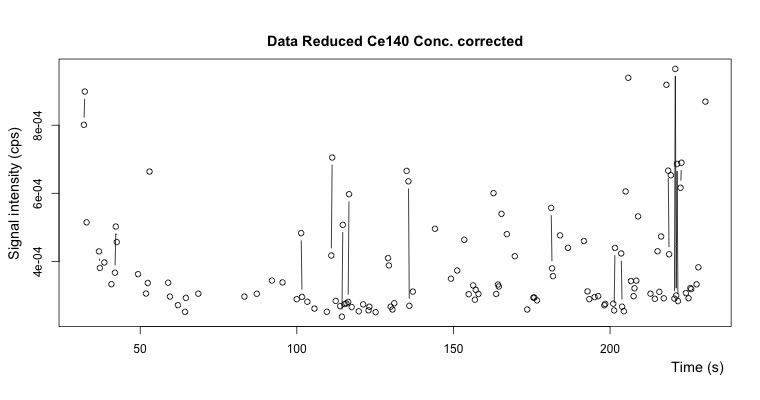 Data Reduced Ce140 Conc. corrected
Signal intensity (cps)
8e-04
6e-04
4e-04
50 100 150 200
Time (s)